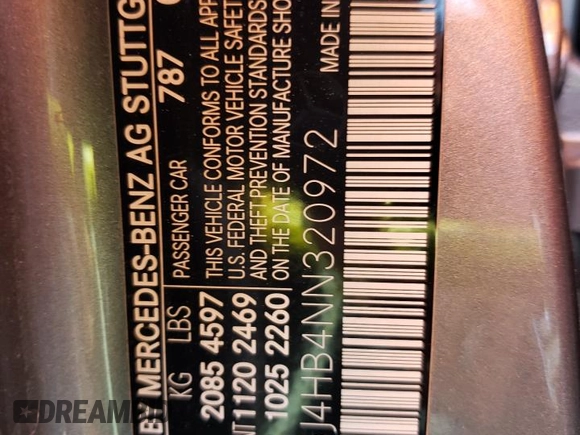 BY MERCEDES-BENZ AG STUTTG
787
KG LBS PASSENGER CAR
2085 4597 THIS VEHICLE CONFORMS TO ALL APP
1120 2469 U.S. FEDERAL MOTOR VEHICLE SAFETY
AND THEFT PREVENTION STANDARDS
1025 2260 ON THE DATE OF MANUFACTURE SHO
MADE IN
J4HB4NN320972